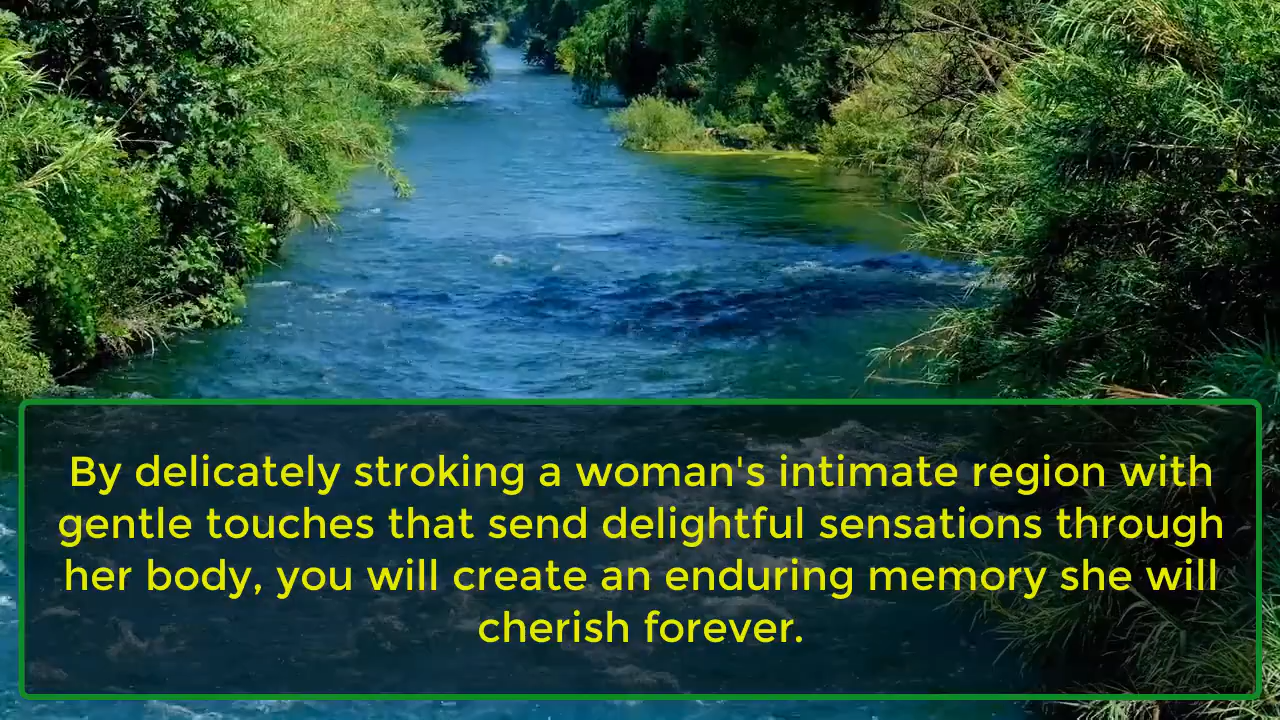 By delicately stroking a woman's intimate region with
gentle touches that send delightful sensations through
her body, you will create an enduring memory she will
cherish forever.